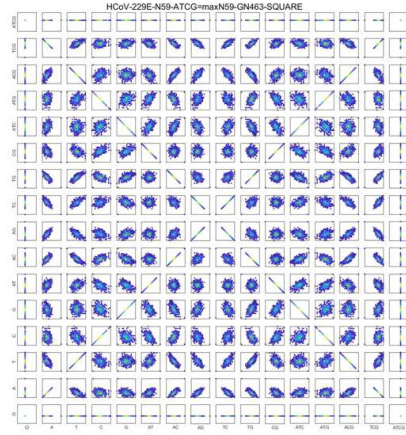 HCoV-229E-N59-ATCG=maxN59-GN463-SQUARE
ATCG
TCG
ACG
ATG
ATC
CG
TG
TC
AG
AC
AT
G
C
T
A
O
O A T C G AT AC AG TC TG CG ATC ATG ACG TCG ATCG